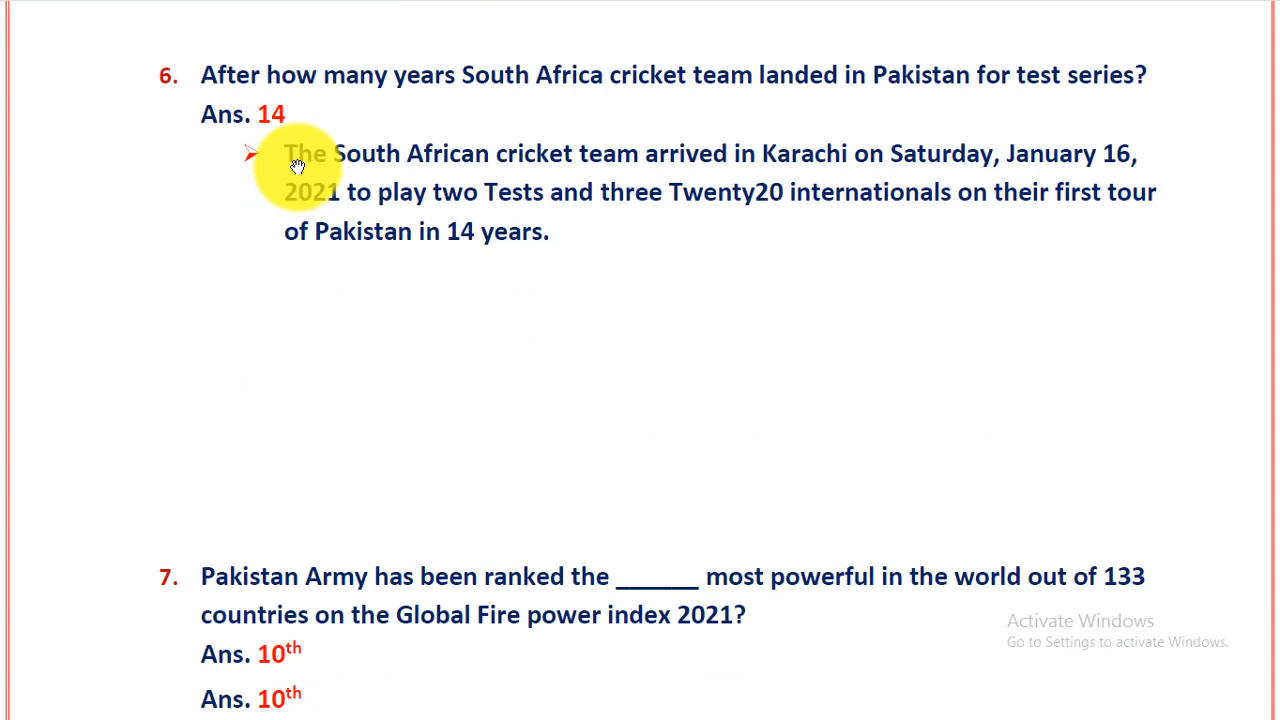 6. After how many years South Africa cricket team landed in Pakistan for test series?
Ans. 14
➢ The South African cricket team arrived in Karachi on Saturday, January 16,
2021 to play two Tests and three Twenty20 internationals on their first tour
of Pakistan in 14 years.
7. Pakistan Army has been ranked the ______ most powerful in the world out of 133
countries on the Global Fire power index 2021?
Ans. 10th
Ans. 10th
Activate Windows
Go to Settings to activate Windows.